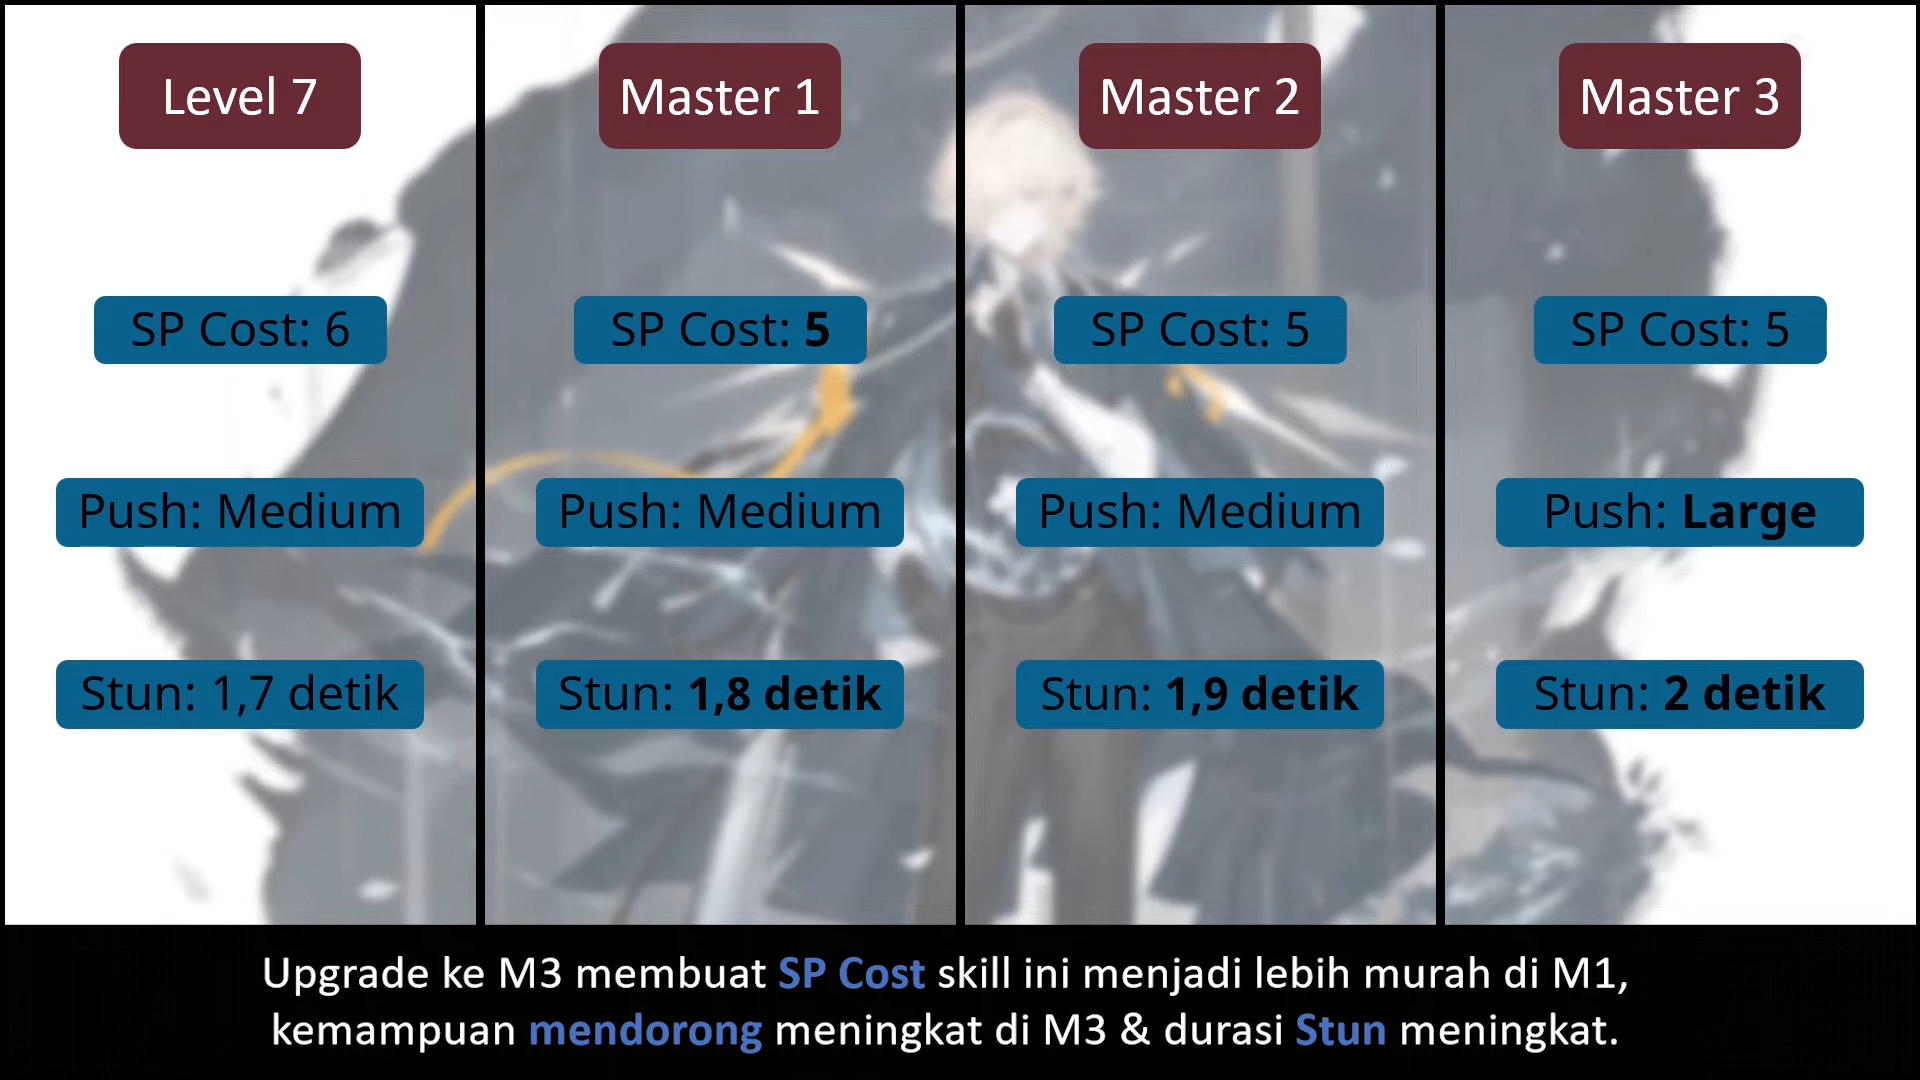 Level 7
SP Cost: 6
Push: Medium
Stun: 1,7 detik
Master 1
SP Cost: 5
Push: Medium
Stun: 1,8 detik
Master 2
SP Cost: 5
Push: Medium
Stun: 1,9 detik
Master 3
SP Cost: 5
Push: Large
Stun: 2 detik
Upgrade ke M3 membuat SP Cost skill ini menjadi lebih murah di M1,
kemampuan mendorong meningkat di M3 & durasi Stun meningkat.